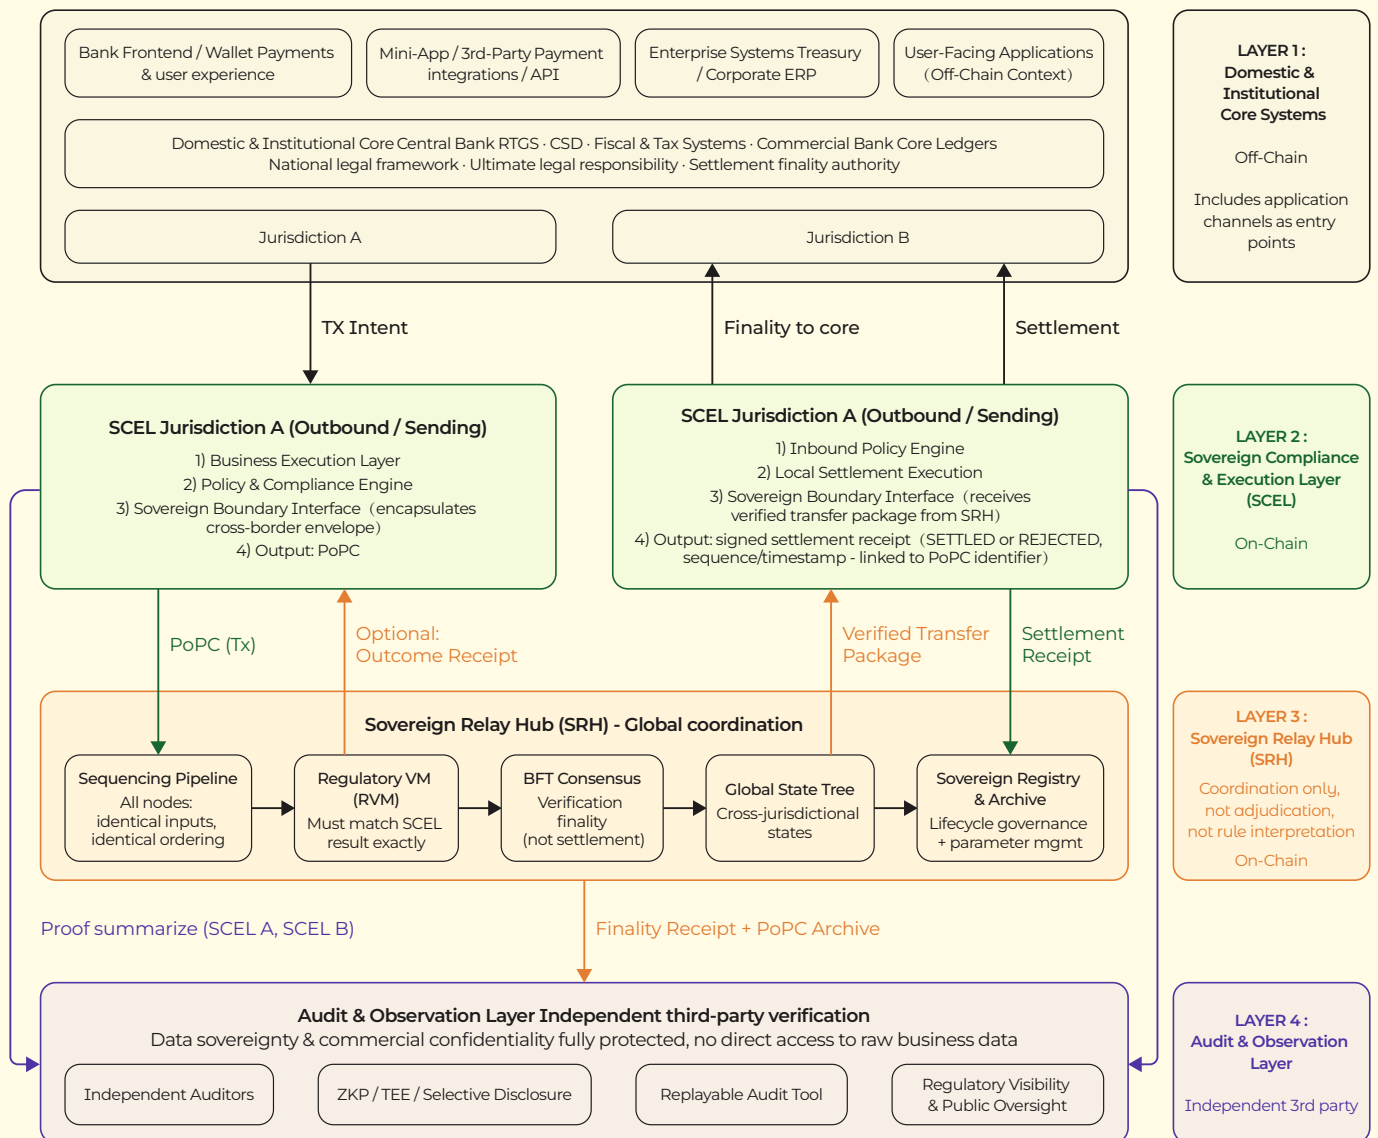 Bank Frontend / Wallet Payments
& user experience
Mini-App / 3rd-Party Payment
integrations / API
Enterprise Systems Treasury
/ Corporate ERP
User-Facing Applications
（Off-Chain Context）
Domestic & Institutional Core Central Bank RTGS · CSD · Fiscal & Tax Systems · Commercial Bank Core Ledgers
National legal framework · Ultimate legal responsibility · Settlement finality authority
Jurisdiction A
Jurisdiction B
LAYER 1 :
Domestic &
Institutional
Core Systems
Off-Chain
Includes application
channels as entry
points
TX Intent
Finality to core
Settlement
SCEL Jurisdiction A (Outbound / Sending)
1) Business Execution Layer
2) Policy & Compliance Engine
3) Sovereign Boundary Interface（encapsulates
cross-border envelope）
4) Output: PoPC
SCEL Jurisdiction A (Outbound / Sending)
1) Inbound Policy Engine
2) Local Settlement Execution
3) Sovereign Boundary Interface（receives
verified transfer package from SRH）
4) Output: signed settlement receipt（SETTLED or REJECTED,
sequence/timestamp - linked to PoPC identifier）
LAYER 2 :
Sovereign Compliance
& Execution Layer
(SCEL)
On-Chain
PoPC (Tx)
Optional:
Outcome Receipt
Verified Transfer
Package
Settlement
Receipt
Sovereign Relay Hub (SRH) - Global coordination
Sequencing Pipeline
All nodes:
identical inputs,
identical ordering
Regulatory VM
(RVM)
Must match SCEL
result exactly
BFT Consensus
Verification
finality
(not settlement)
Global State Tree
Cross-jurisdictional
states
Sovereign Registry
& Archive
Lifecycle governance
+ parameter mgmt
LAYER 3 :
Sovereign Relay Hub
(SRH)
Coordination only,
not adjudication,
not rule interpretation
On-Chain
Proof summarize (SCEL A, SCEL B)
Finality Receipt + PoPC Archive
Audit & Observation Layer Independent third-party verification
Data sovereignty & commercial confidentiality fully protected, no direct access to raw business data
Independent Auditors
ZKP / TEE / Selective Disclosure
Replayable Audit Tool
Regulatory Visibility
& Public Oversight
LAYER 4 :
Audit & Observation
Layer
Independent 3rd party